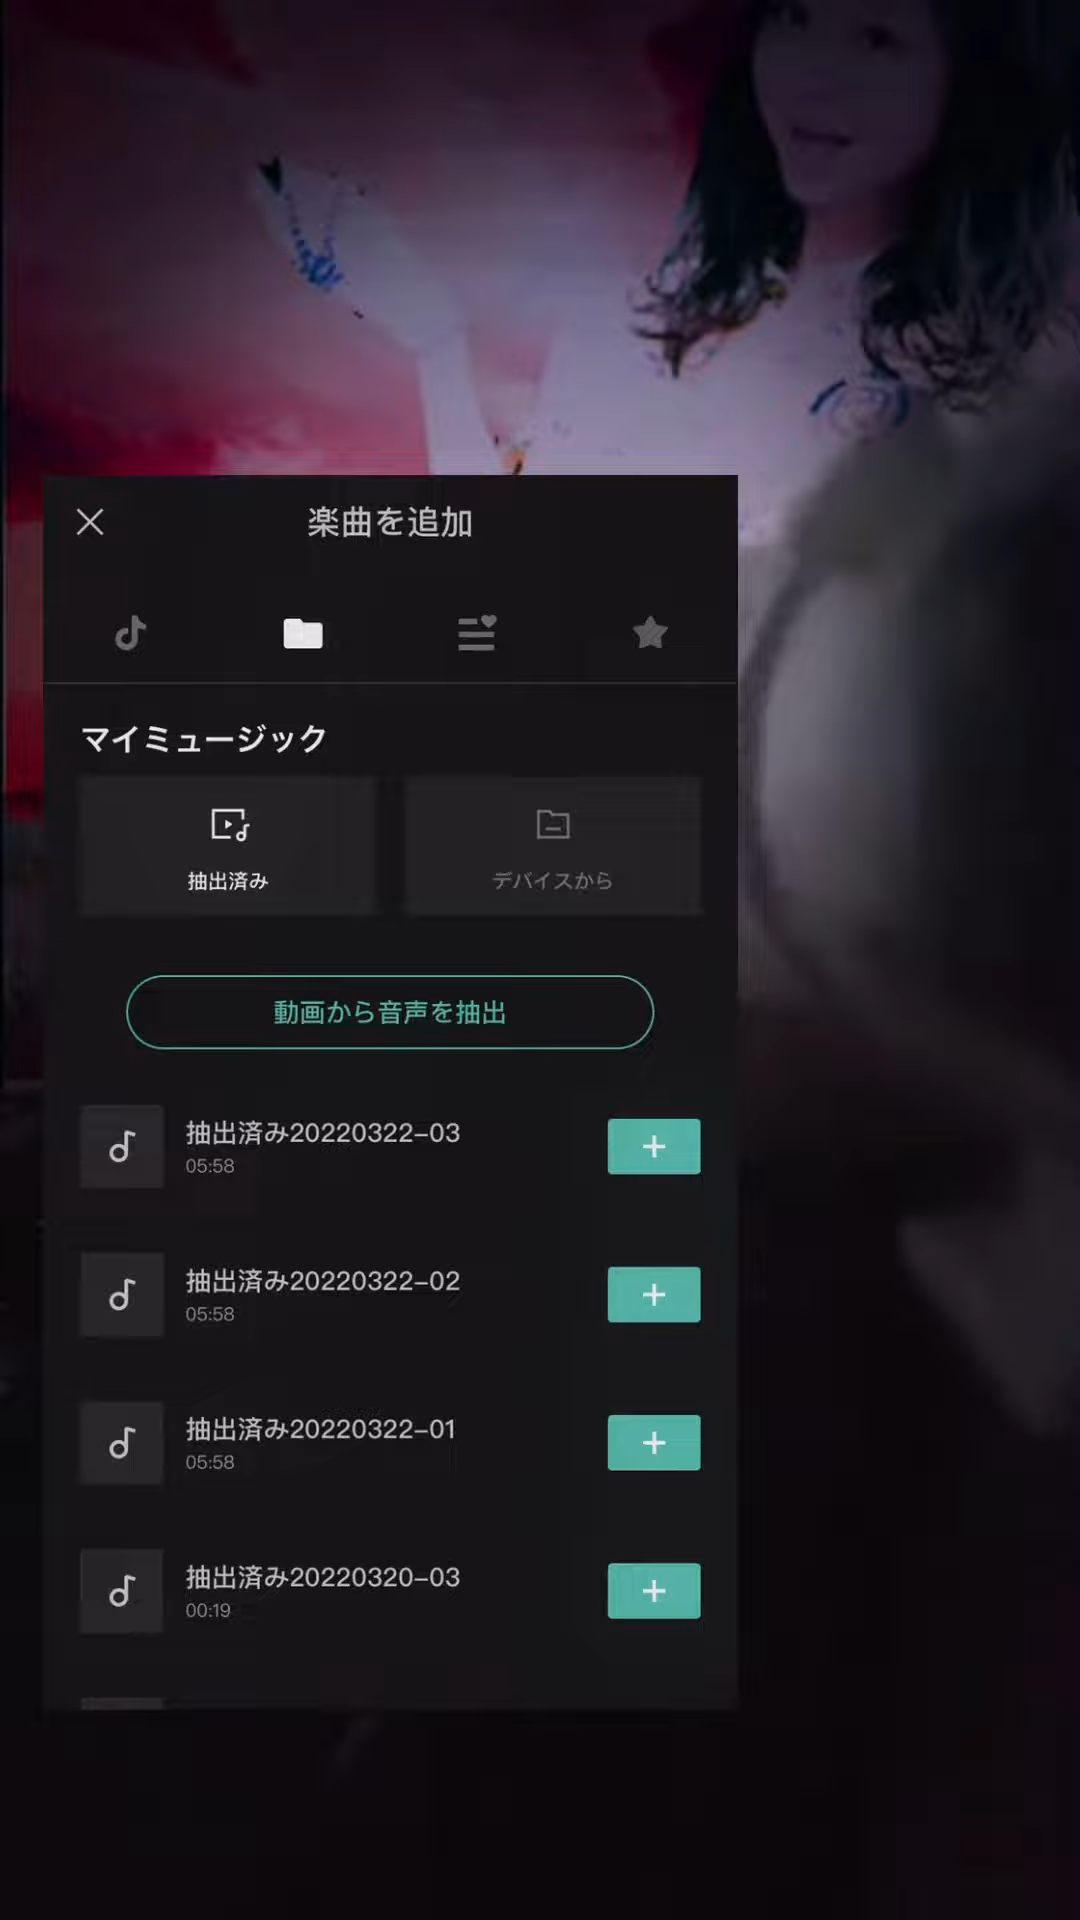 楽曲を追加
マイミュージック
抽出済み
デバイスから
動画から音声を抽出
抽出済み20220322-03
05:58
抽出済み20220322-02
05:58
抽出済み20220322-01
05:58
抽出済み20220320-03
00:19